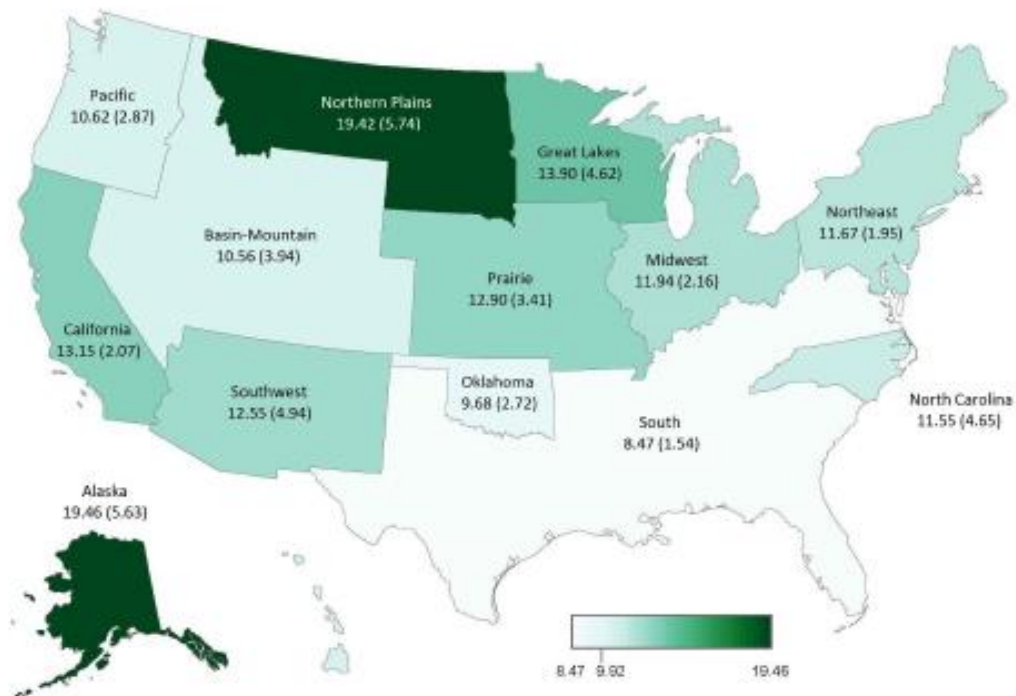 Pacific
10.62 (2.87)
Northern Plains
19.42 (5.74)
Great Lakes
13.90 (4.62)
Northeast
11.67 (1.95)
Basin-Mountain
10.56 (3.94)
Midwest
11.94 (2.16)
Prairie
12.90 (3.41)
California
13.15 (2.07)
Southwest
12.55 (4.94)
Oklahoma
9.68 (2.72)
South
8.47 (1.54)
North Carolina
11.55 (4.65)
Alaska
19.46 (5.63)
8.47 9.92 19.46